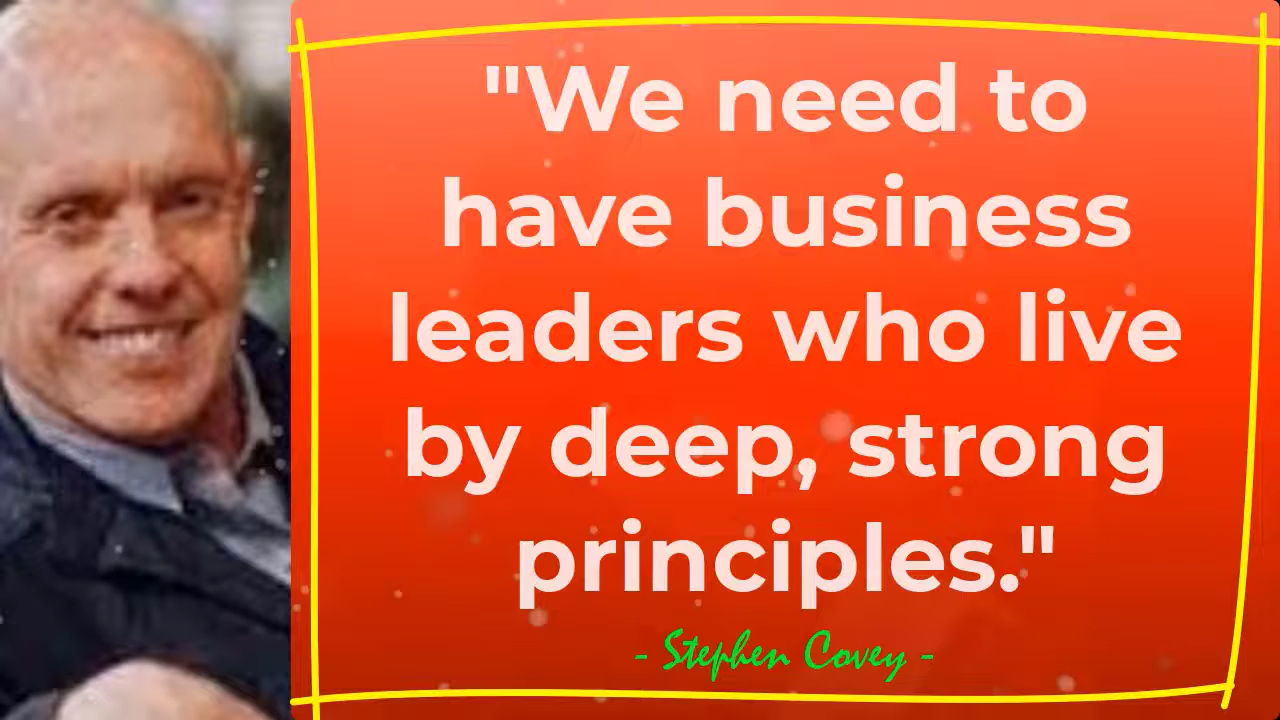 "We need to
have business
leaders who live
by deep, strong
principles."
- Stephen Covey -